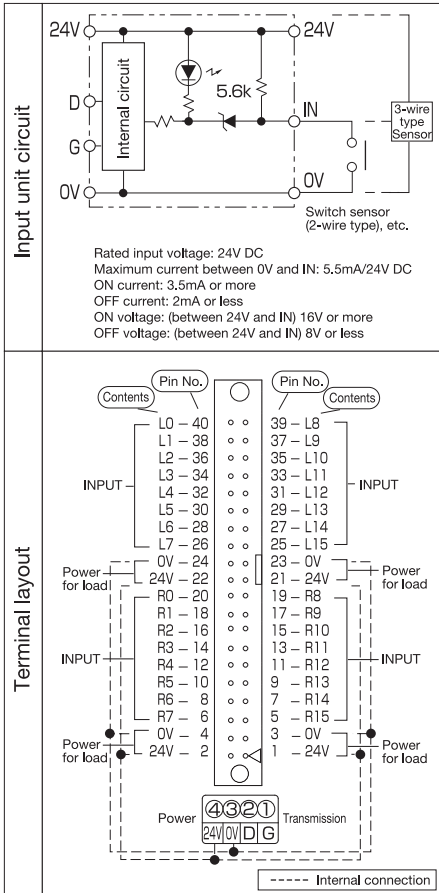 Input unit circuit
24V
24V
5.6k
D
Internal circuit
IN
3-wire
type
Sensor
G
0V
0V
Switch sensor
(2-wire type), etc.
Rated input voltage: 24V DC
Maximum current between 0V and IN: 5.5mA/24V DC
ON current: 3.5mA or more
OFF current: 2mA or less
ON voltage: (between 24V and IN) 16V or more
OFF voltage: (between 24V and IN) 8V or less
Terminal layout
Pin No. Pin No.
Contents Contents
L0 – 40 39 – L8
L1 – 38 37 – L9
L2 – 36 35 – L10
L3 – 34 33 – L11
INPUT L4 – 32 31 – L12 INPUT
L5 – 30 29 – L13
L6 – 28 27 – L14
L7 – 26 25 – L15
0V – 24 23 – 0V
Power for load 24V – 22 21 – 24V Power for load
R0 – 20 19 – R8
R1 – 18 17 – R9
R2 – 16 15 – R10
R3 – 14 13 – R11
INPUT R4 – 12 11 – R12 INPUT
R5 – 10 9 – R13
R6 – 8 7 – R14
R7 – 6 5 – R15
0V – 4 3 – 0V
Power for load 24V – 2 1 – 24V Power for load
Power ④③②① Transmission
24V 0V D G
Internal connection